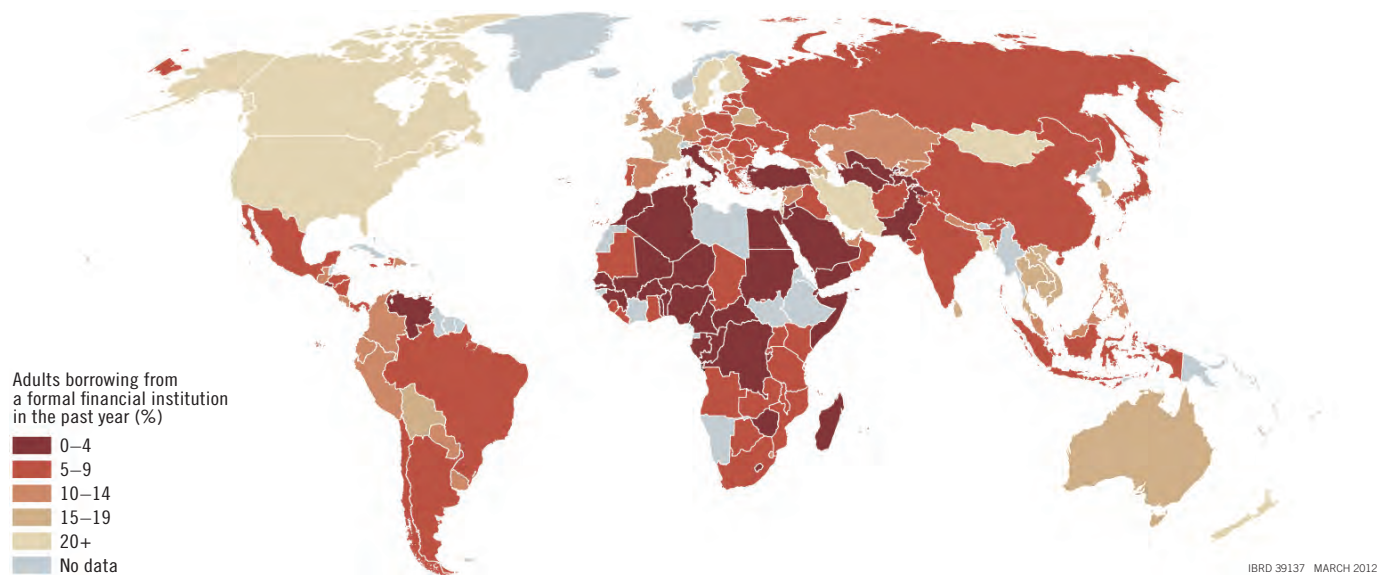 Adults borrowing from
a formal financial institution
in the past year (%)
0–4
5–9
10–14
15–19
20+
No data
IBRD 39137 MARCH 2012